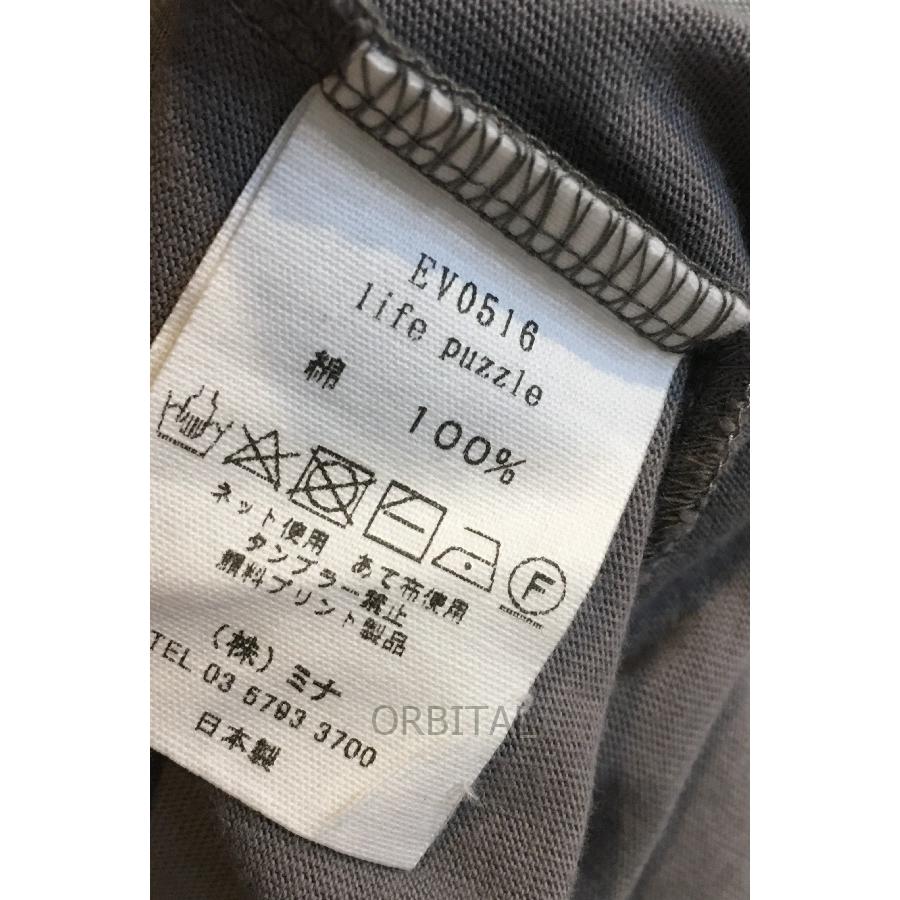 EV0516
life puzzle
綿 100%
F
ネット使用 あて布使用
タンブラー禁止
顔料プリント製品
(株)ミナ
TEL 03 6793 3700
日本製
ORBITAL